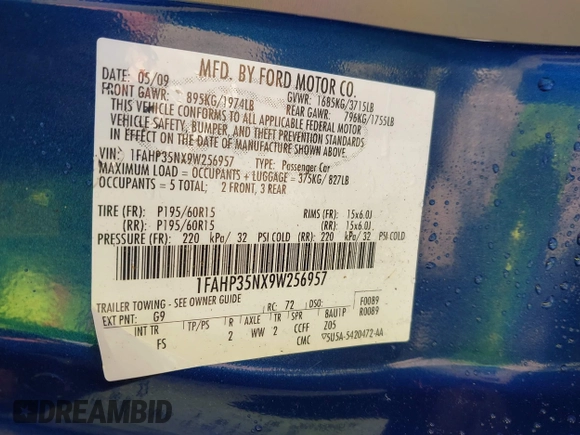 MFD. BY FORD MOTOR CO.
DATE: 05/09 GVWR: 1685KG/3715LB
FRONT GAWR: 895KG/1974LB REAR GAWR: 796KG/1755LB
THIS VEHICLE CONFORMS TO ALL APPLICABLE FEDERAL MOTOR
VEHICLE SAFETY, BUMPER, AND THEFT PREVENTION STANDARDS
IN EFFECT ON THE DATE OF MANUFACTURE SHOWN ABOVE.
VIN: 1FAHP35NX9W256957 TYPE: Passenger Car
MAXIMUM LOAD = OCCUPANTS + LUGGAGE = 375KG/ 827LB
OCCUPANTS = 5 TOTAL; 2 FRONT, 3 REAR
TIRE (FR): P195/60R15 RIMS (FR): 15x6.0J
(RR): P195/60R15 (RR): 15x6.0J
PRESSURE (FR): 220 kPa/ 32 PSI COLD (RR): 220 kPa/ 32 PSI COLD
1FAHP35NX9W256957
TRAILER TOWING - SEE OWNER GUIDE
EXT PNT: G9 RC: 72 DSO: F0089
R0089
INT TR TP/PS R AXLE TR SPR BAU1P
FS 2 WW 2 CCFF Z05
CMC 5U5A-5420472-AA
DREAMBID